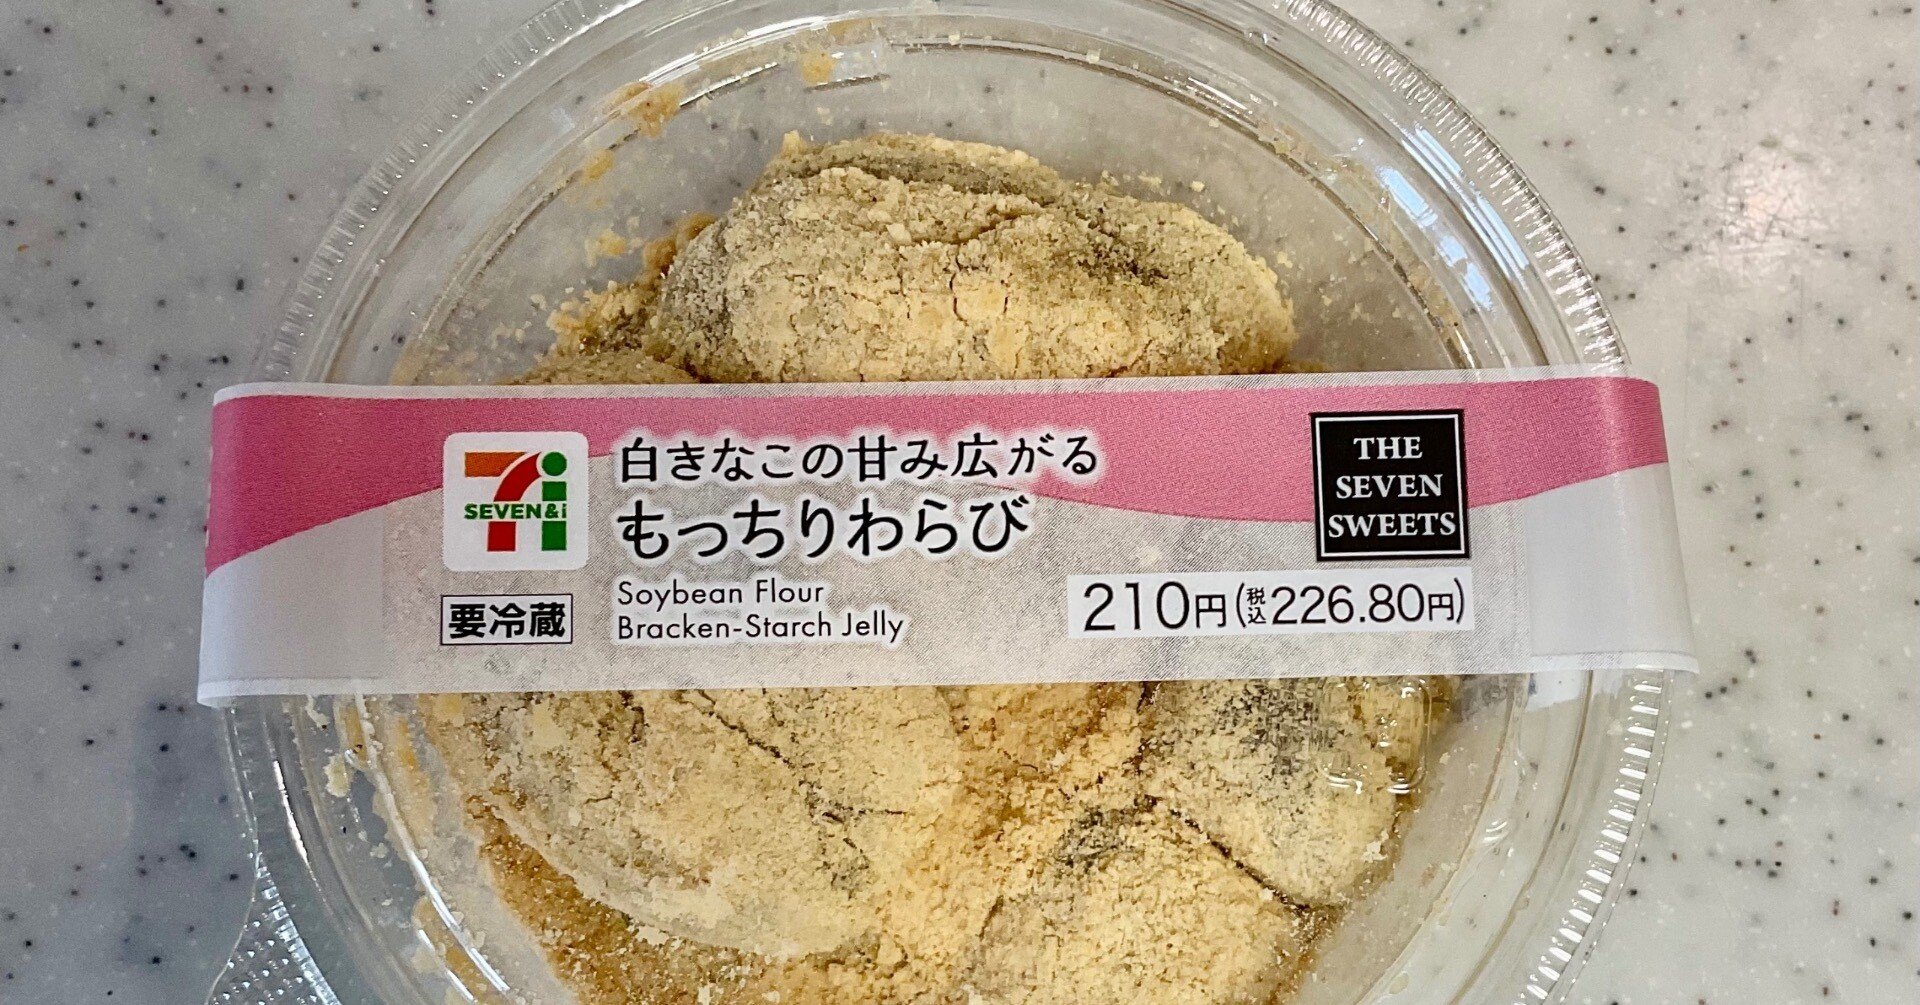 SEVEN&i
白きなこの甘み広がる
もっちりわらび
Soybean Flour
Bracken-Starch Jelly
要冷蔵
THE
SEVEN
SWEETS
210円(税込226.80円)